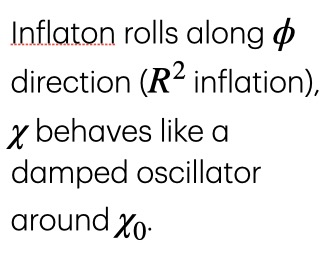 Inflaton rolls along ϕ
direction (R² inflation),
χ behaves like a
damped oscillator
around χ₀.